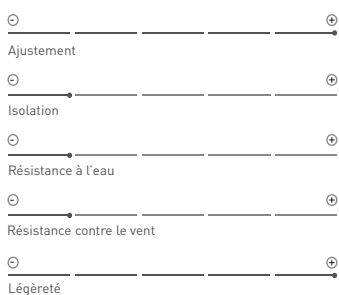 Ajustement
Isolation
Résistance à l'eau
Résistance contre le vent
Légèreté